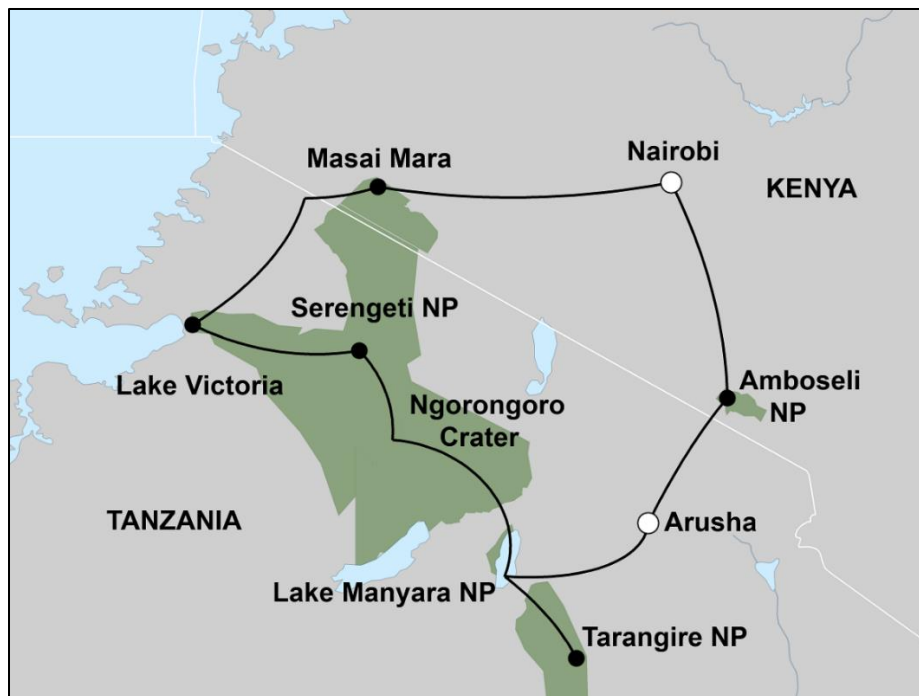 Masai Mara
Nairobi
KENYA
Serengeti NP
Lake Victoria
Ngorongoro
Crater
Amboseli
NP
TANZANIA
Arusha
Lake Manyara NP
Tarangire NP